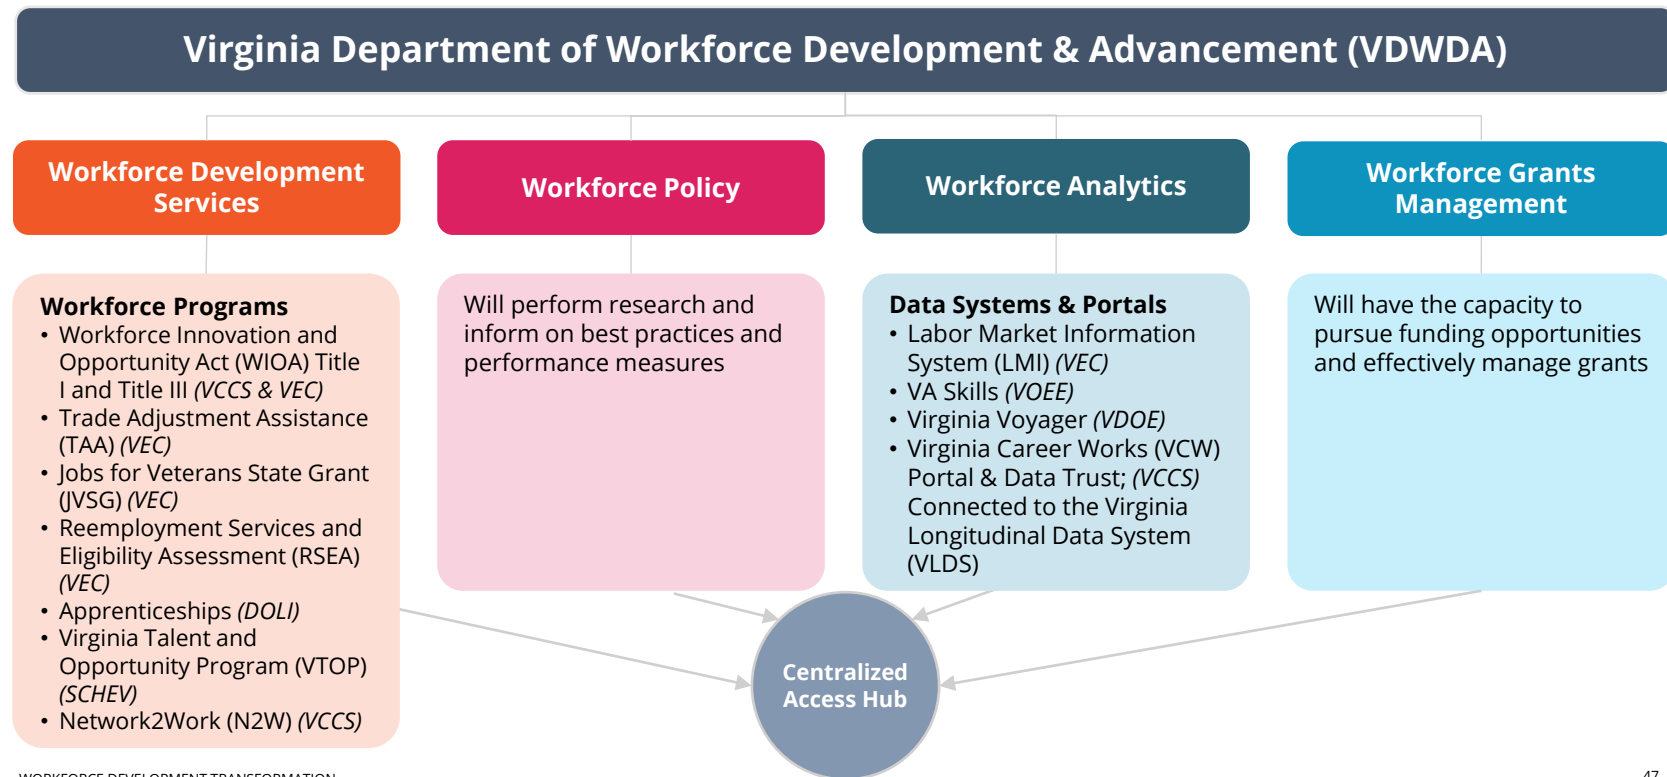 Virginia Department of Workforce Development & Advancement (VDWDA)
Workforce Development
Services
Workforce Policy
Workforce Analytics
Workforce Grants
Management
Workforce Programs
• Workforce Innovation and
Opportunity Act (WIOA) Title
I and Title III (VCCS & VEC)
• Trade Adjustment Assistance
(TAA) (VEC)
• Jobs for Veterans State Grant
(JVSG) (VEC)
• Reemployment Services and
Eligibility Assessment (RSEA)
(VEC)
• Apprenticeships (DOLI)
• Virginia Talent and
Opportunity Program (VTOP)
(SCHEV)
• Network2Work (N2W) (VCCS)
Will perform research and
inform on best practices and
performance measures
Data Systems & Portals
• Labor Market Information
System (LMI) (VEC)
• VA Skills (VOEE)
• Virginia Voyager (VDOE)
• Virginia Career Works (VCW)
Portal & Data Trust; (VCCS)
Connected to the Virginia
Longitudinal Data System
(VLDS)
Will have the capacity to
pursue funding opportunities
and effectively manage grants
Centralized
Access Hub
WORKFORCE DEVELOPMENT TRANSFORMATION
47